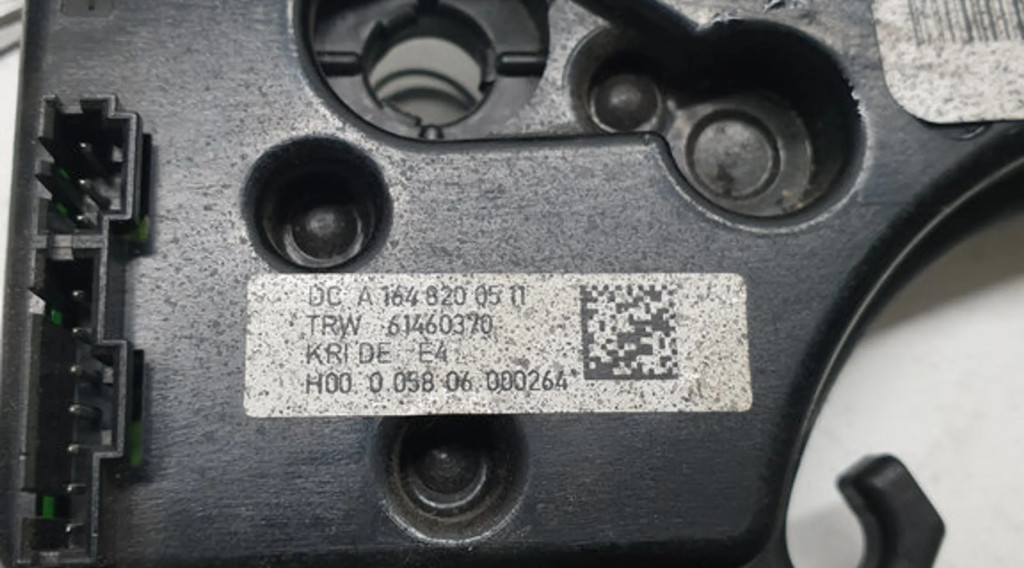 DC A 164 820 05 11
TRW 61460370
KRI DE E4
H00 0 058 06 000264